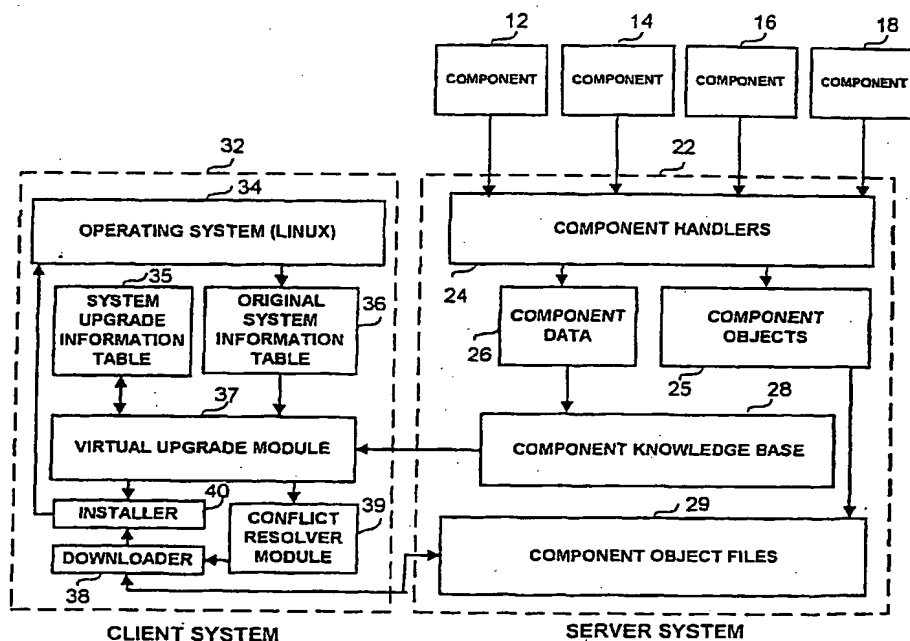 12
14
16
18
COMPONENT
COMPONENT
COMPONENT
COMPONENT
32
22
34
OPERATING SYSTEM (LINUX)
COMPONENT HANDLERS
24
35
SYSTEM
UPGRADE
INFORMATION
TABLE
ORIGINAL
SYSTEM
INFORMATION
TABLE
36
COMPONENT
DATA
26
COMPONENT
OBJECTS
25
37
28
VIRTUAL UPGRADE MODULE
COMPONENT KNOWLEDGE BASE
40
INSTALLER
CONFLICT
RESOLVER
MODULE
39
29
DOWNLOADER
38
COMPONENT OBJECT FILES
CLIENT SYSTEM
SERVER SYSTEM